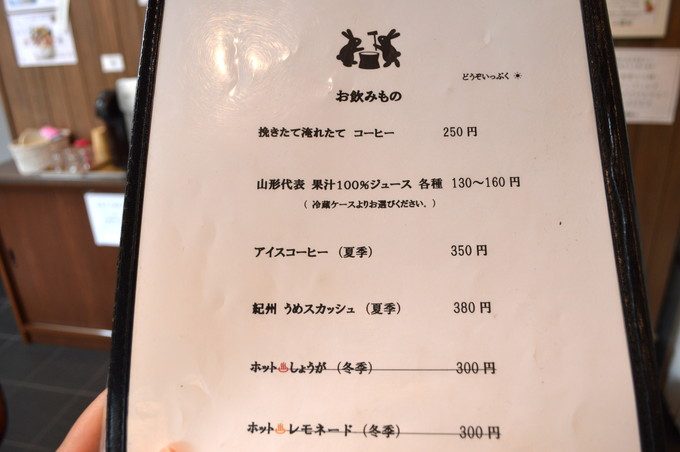 どうぞいっぷく ☀
お飲みもの
挽きたて淹れたて コーヒー 250円
山形代表 果汁100%ジュース 各種 130～160円
( 冷蔵ケースよりお選びください。)
アイスコーヒー (夏季) 350円
紀州 うめスカッシュ (夏季) 380円
ホット♨しょうが (冬季) 300円
ホット♨レモネード (冬季) 300円